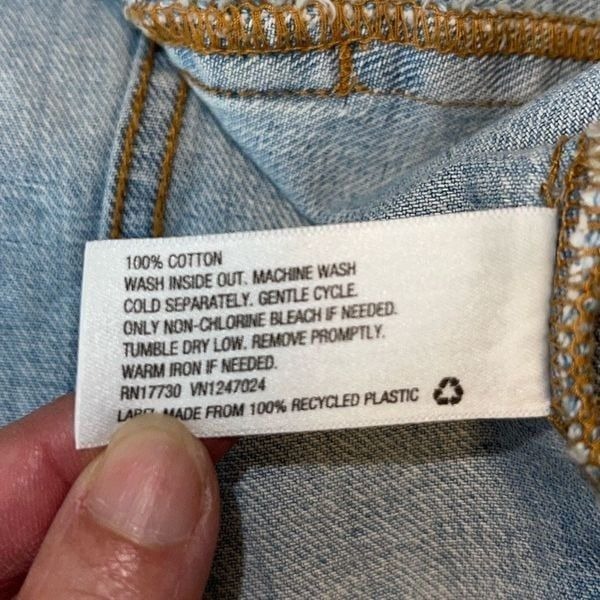 100% COTTON
WASH INSIDE OUT. MACHINE WASH
COLD SEPARATELY. GENTLE CYCLE.
ONLY NON-CHLORINE BLEACH IF NEEDED.
TUMBLE DRY LOW. REMOVE PROMPTLY.
WARM IRON IF NEEDED.
RN17730 VN1247024
LABEL MADE FROM 100% RECYCLED PLASTIC